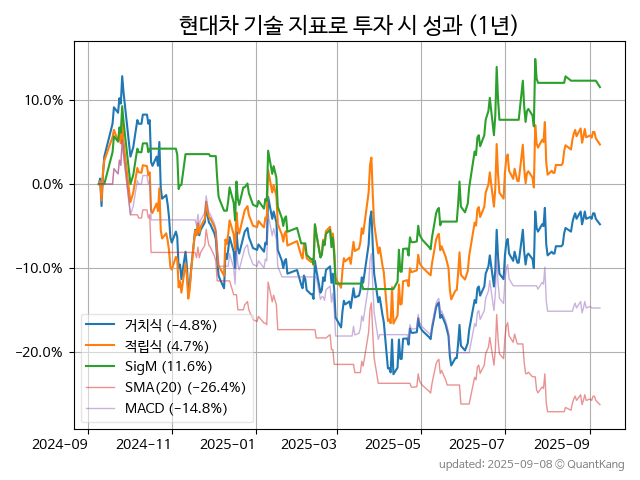 현대차 기술 지표로 투자 시 성과 (1년)
10.0%
0.0%
−10.0%
−20.0%
거치식 (−4.8%)
적립식 (4.7%)
SigM (11.6%)
SMA(20) (−26.4%)
MACD (−14.8%)
2024-09 2024-11 2025-01 2025-03 2025-05 2025-07 2025-09
updated: 2025-09-08 © QuantKang